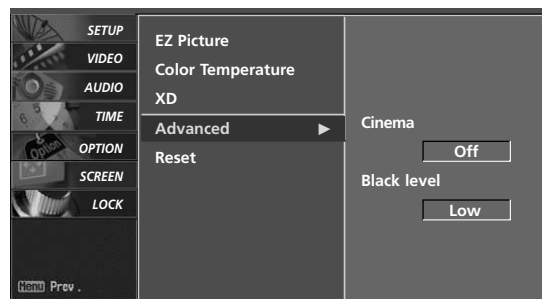 SETUP
VIDEO
AUDIO
TIME
OPTION
SCREEN
LOCK
Menu Prev.
EZ Picture
Color Temperature
XD
Advanced ►
Reset
Cinema
Off
Black level
Low